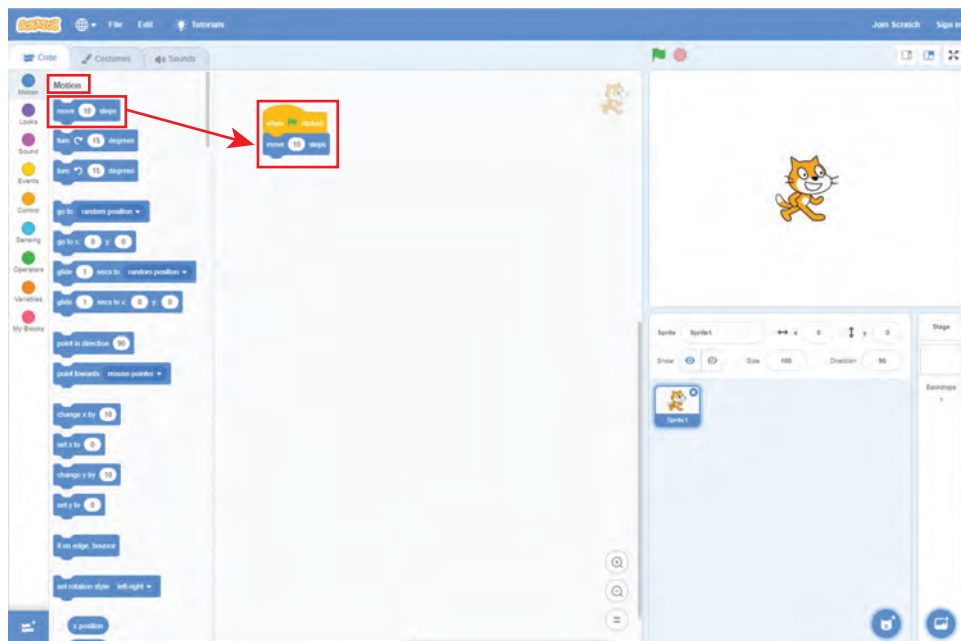 SCRATCH File Edit Tutorials Join Scratch Sign in
Code Costumes Sounds
Motion
Looks
Sound
Events
Control
Sensing
Operators
Variables
My Blocks
Motion
move 10 steps
turn 15 degrees
turn 15 degrees
go to random position
go to x: 0 y: 0
glide 1 secs to random position
glide 1 secs to x: 0 y: 0
point in direction 90
point towards mouse-pointer
change x by 10
set x to 0
change y by 10
set y to 0
if on edge, bounce
set rotation style left-right
x position
when clicked
move 10 steps
Sprite Sprite1 x 0 y 0
Show Size 100 Direction 90
Sprite1
Stage
Backdrops
1